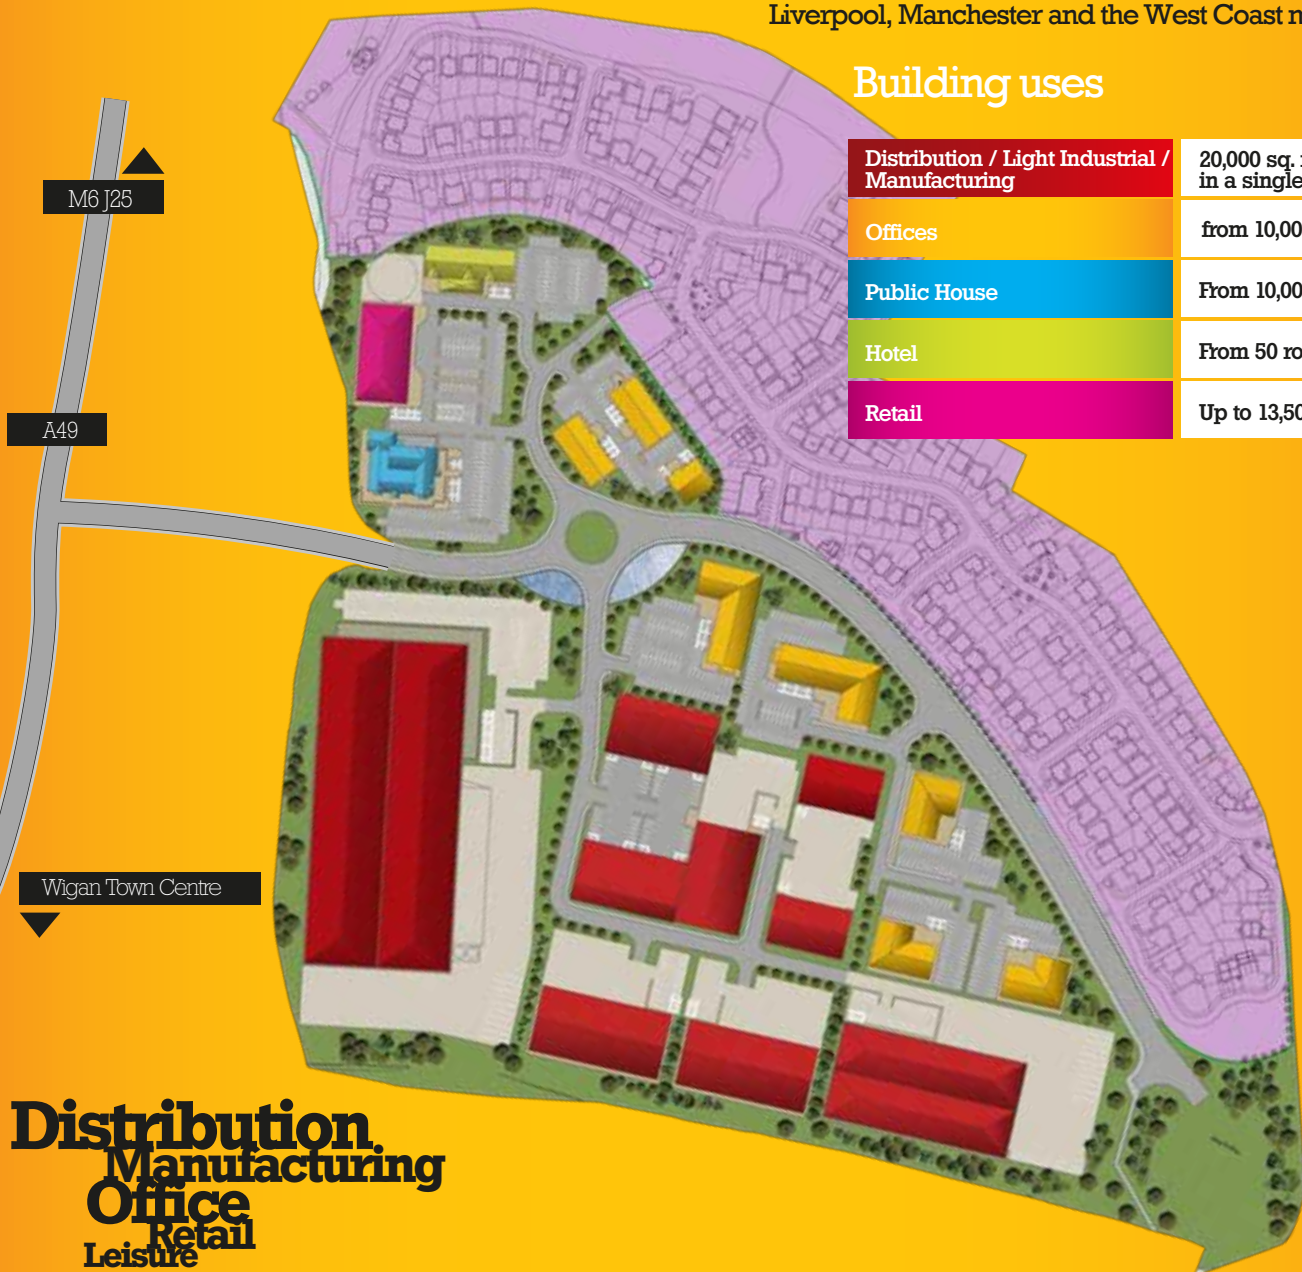 Liverpool, Manchester and the West Coast
Building uses
Distribution / Light Industrial /
Manufacturing
20,000 sq.
in a single
Offices
from 10,00
Public House
From 10,00
Hotel
From 50 ro
Retail
Up to 13,50
M6 J25
A49
Wigan Town Centre
Distribution
Manufacturing
Office
Retail
Leisure